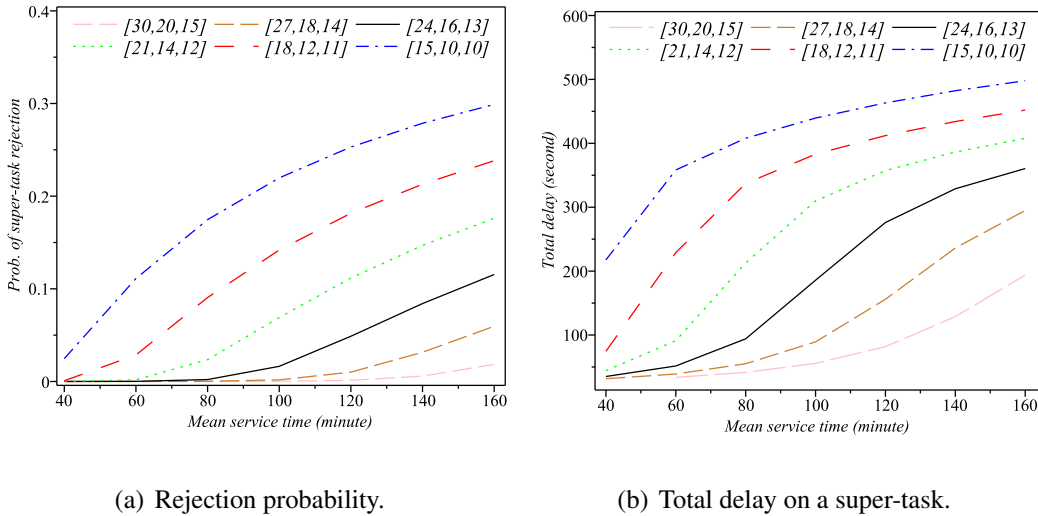 0.4
[30,20,15] [27,18,14] [24,16,13]
[21,14,12] [18,12,11] [15,10,10]
0.3
0.2
0.1
0
Prob. of super-task rejection
40 60 80 100 120 140 160
Mean service time (minute)
(a) Rejection probability.
600
[30,20,15] [27,18,14] [24,16,13]
[21,14,12] [18,12,11] [15,10,10]
500
400
300
200
100
Total delay (second)
40 60 80 100 120 140 160
Mean service time (minute)
(b) Total delay on a super-task.